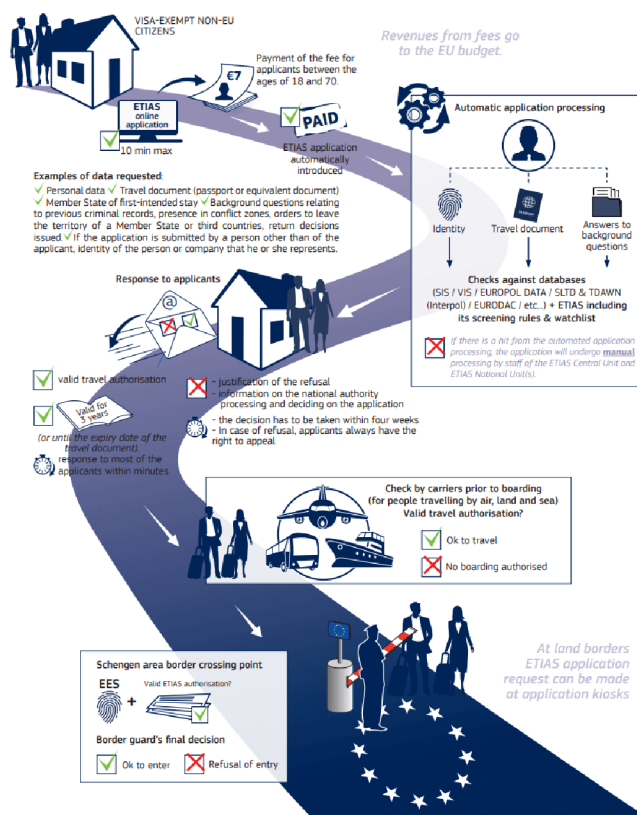 VISA-EXEMPT NON-EU
CITIZENS
Revenues from fees go
to the EU budget.
Payment of the fee for
applicants between the
ages of 18 and 70.
€7
ETIAS
online
application
10 min max
PAID
ETIAS application
automatically
introduced
Automatic application processing
Identity
Travel document
Answers to
background
questions
Checks against databases
(SIS / VIS / EUROPOL DATA / SLTD & TDAWN
(Interpol) / EURODAC / etc..) + ETIAS including
its screening rules & watchlist
If there is a hit from the automated application
processing, the application will undergo manual
processing by staff of the ETIAS Central Unit and
ETIAS National Unit(s).
Examples of data requested:
Personal data Travel document (passport or equivalent document)
Member State of first-intended stay Background questions relating
to previous criminal records, presence in conflict zones, orders to leave
the territory of a Member State or third countries, return decisions
issued. If the application is submitted by a person other than of the
applicant, identity of the person or company that he or she represents.
Response to applicants
@
valid travel authorisation
Valid for
3 years
(or until the expiry date of the
travel document),
response to most of the
applicants within minutes
- justification of the refusal
- information on the national authority
processing and deciding on the application
- the decision has to be taken within four weeks
- In case of refusal, applicants always have the
right to appeal
Check by carriers prior to boarding
(for people travelling by air, land and sea)
Valid travel authorisation?
Ok to travel
No boarding authorised
At land borders
ETIAS application
request can be made
at application kiosks
Schengen area border crossing point
EES
+
Valid ETIAS authorisation?
Border guard's final decision
Ok to enter
Refusal of entry